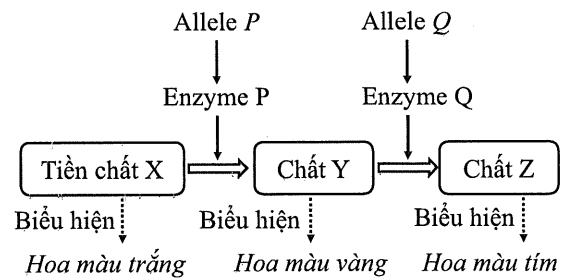 Allele P
Allele Q
Enzyme P
Enzyme Q
Tiền chất X
Chất Y
Chất Z
Biểu hiện
Biểu hiện
Biểu hiện
Hoa màu trắng
Hoa màu vàng
Hoa màu tím